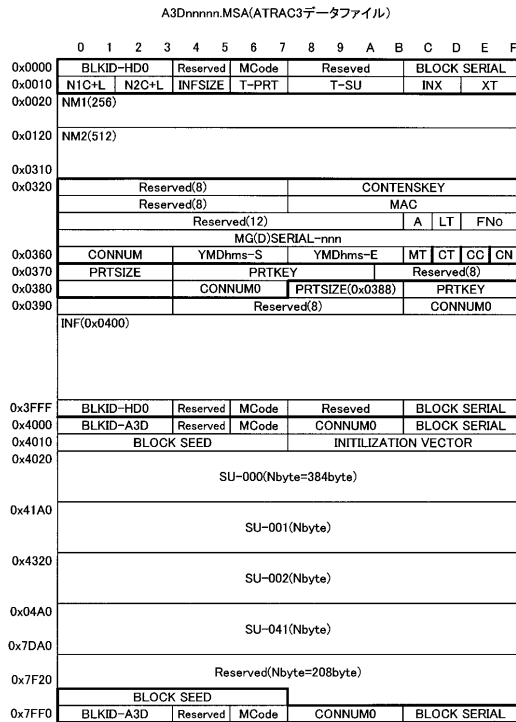 A3Dnnnnn.MSA(ATRAC3データファイル)
0 1 2 3 4 5 6 7 8 9 A B C D E F
0x0000 BLKID-HD0 Reserved MCode Reseved BLOCK SERIAL
0x0010 N1C+L N2C+L INFSIZE T-PRT T-SU INX XT
0x0020 NM1(256)
0x0120 NM2(512)
0x0310
0x0320 Reserved(8) CONTENSKEY
Reserved(8) MAC
Reserved(12) A LT FNo
MG(D)SERIAL-nnn
0x0360 CONNUM YMDhms-S YMDhms-E MT CT CC CN
0x0370 PRTSIZE PRTKEY Reserved(8)
0x0380 CONNUM0 PRTSIZE(0x0388) PRTKEY
0x0390 Reserved(8) CONNUM0
INF(0x0400)
0x3FFF BLKID-HD0 Reserved MCode Reseved BLOCK SERIAL
0x4000 BLKID-A3D Reserved MCode CONNUM0 BLOCK SERIAL
0x4010 BLOCK SEED INITILIZATION VECTOR
0x4020
SU-000(Nbyte=384byte)
0x41A0
SU-001(Nbyte)
0x4320
SU-002(Nbyte)
0x04A0
SU-041(Nbyte)
0x7DA0
Reserved(Nbyte=208byte)
0x7F20
BLOCK SEED
0x7FF0 BLKID-A3D Reserved MCode CONNUM0 BLOCK SERIAL